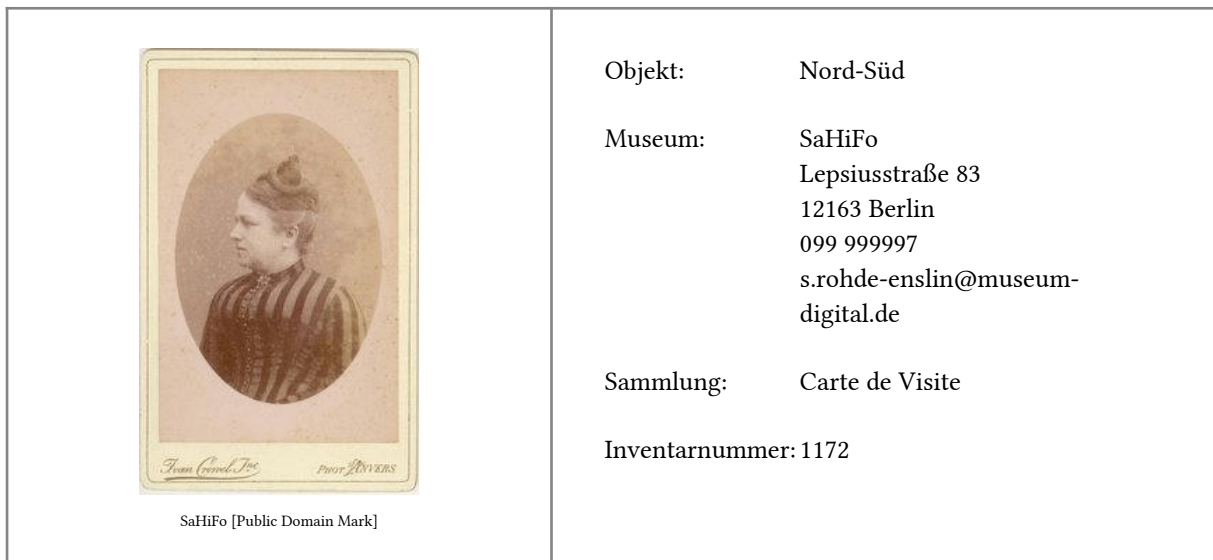 PHOT. ANVERS
SaHiFo [Public Domain Mark]
Objekt: Nord-Süd
Museum: SaHiFo
Lepsiusstraße 83
12163 Berlin
099 999997
s.rohde-enslin@museum-
digital.de
Sammlung: Carte de Visite
Inventarnummer: 1172